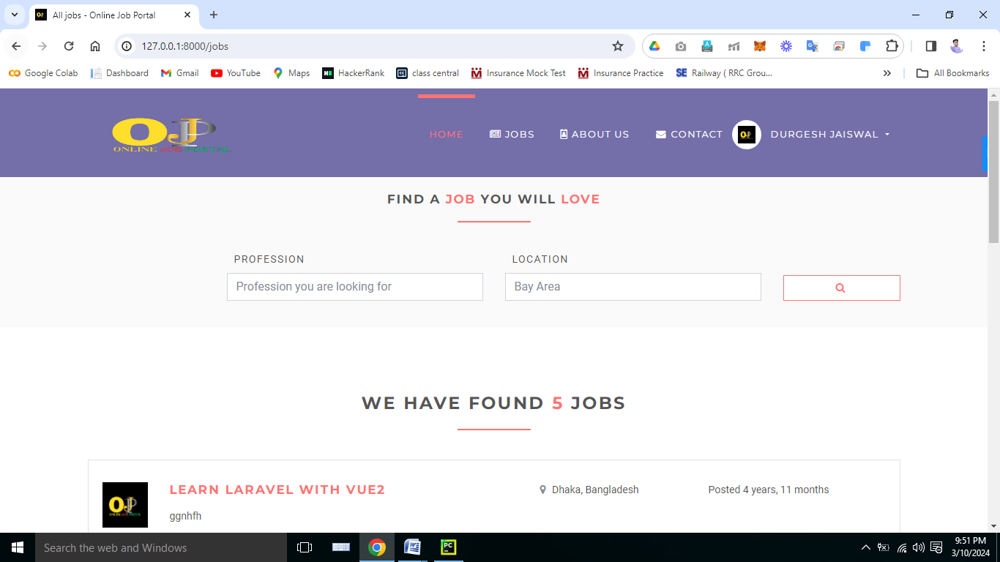 All jobs - Online Job Portal
127.0.0.1:8000/jobs
Google Colab Dashboard Gmail YouTube Maps HackerRank class central Insurance Mock Test Insurance Practice Railway ( RRC Grou... All Bookmarks
OJP
ONLINE JOB PORTAL
HOME JOBS ABOUT US CONTACT DURGESH JAISWAL
FIND A JOB YOU WILL LOVE
PROFESSION LOCATION
Profession you are looking for Bay Area
WE HAVE FOUND 5 JOBS
LEARN LARAVEL WITH VUE2 Dhaka, Bangladesh Posted 4 years, 11 months
OJP
ONLINE JOB PORTAL
ggnhfh
Search the web and Windows
9:51 PM
3/10/2024